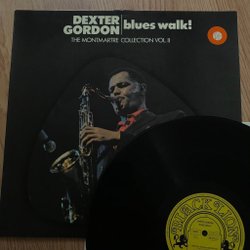 DEXTER
GORDON
blues walk!
THE MONTMARTRE COLLECTION VOL. II
BLACK LION